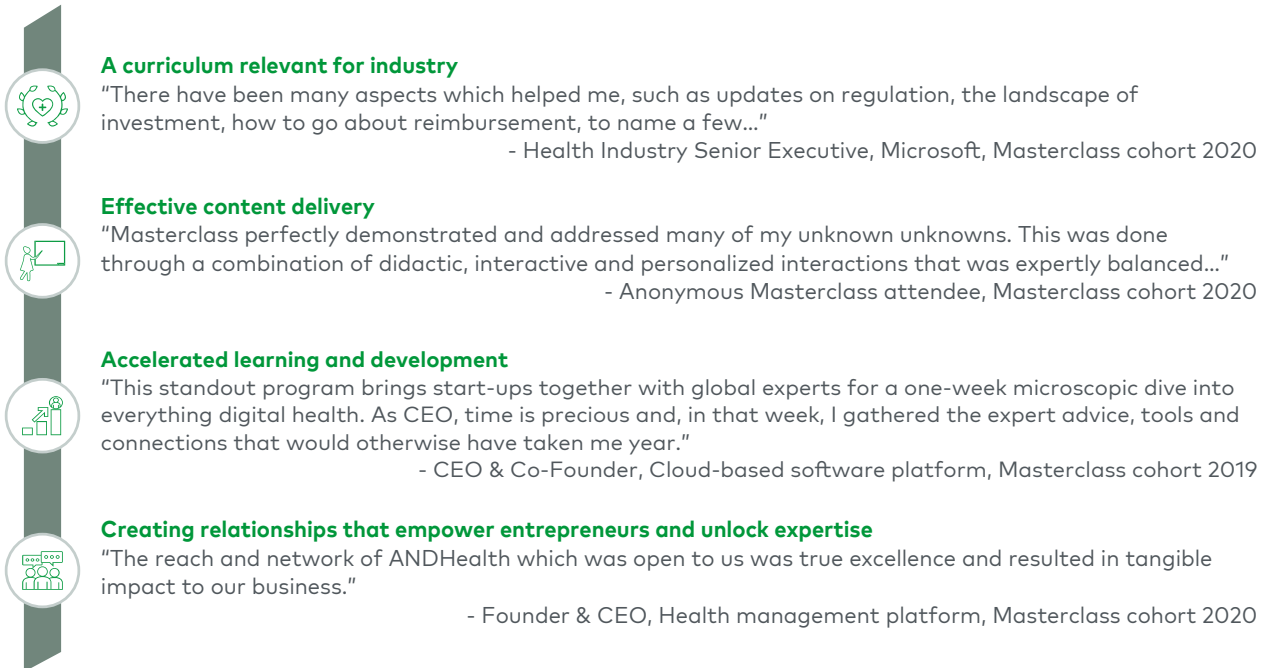 A curriculum relevant for industry
“There have been many aspects which helped me, such as updates on regulation, the landscape of
investment, how to go about reimbursement, to name a few…”
- Health Industry Senior Executive, Microsoft, Masterclass cohort 2020
Effective content delivery
“Masterclass perfectly demonstrated and addressed many of my unknown unknowns. This was done
through a combination of didactic, interactive and personalized interactions that was expertly balanced…”
- Anonymous Masterclass attendee, Masterclass cohort 2020
Accelerated learning and development
“This standout program brings start-ups together with global experts for a one-week microscopic dive into
everything digital health. As CEO, time is precious and, in that week, I gathered the expert advice, tools and
connections that would otherwise have taken me year.”
- CEO & Co-Founder, Cloud-based software platform, Masterclass cohort 2019
Creating relationships that empower entrepreneurs and unlock expertise
“The reach and network of ANDHealth which was open to us was true excellence and resulted in tangible
impact to our business.”
- Founder & CEO, Health management platform, Masterclass cohort 2020